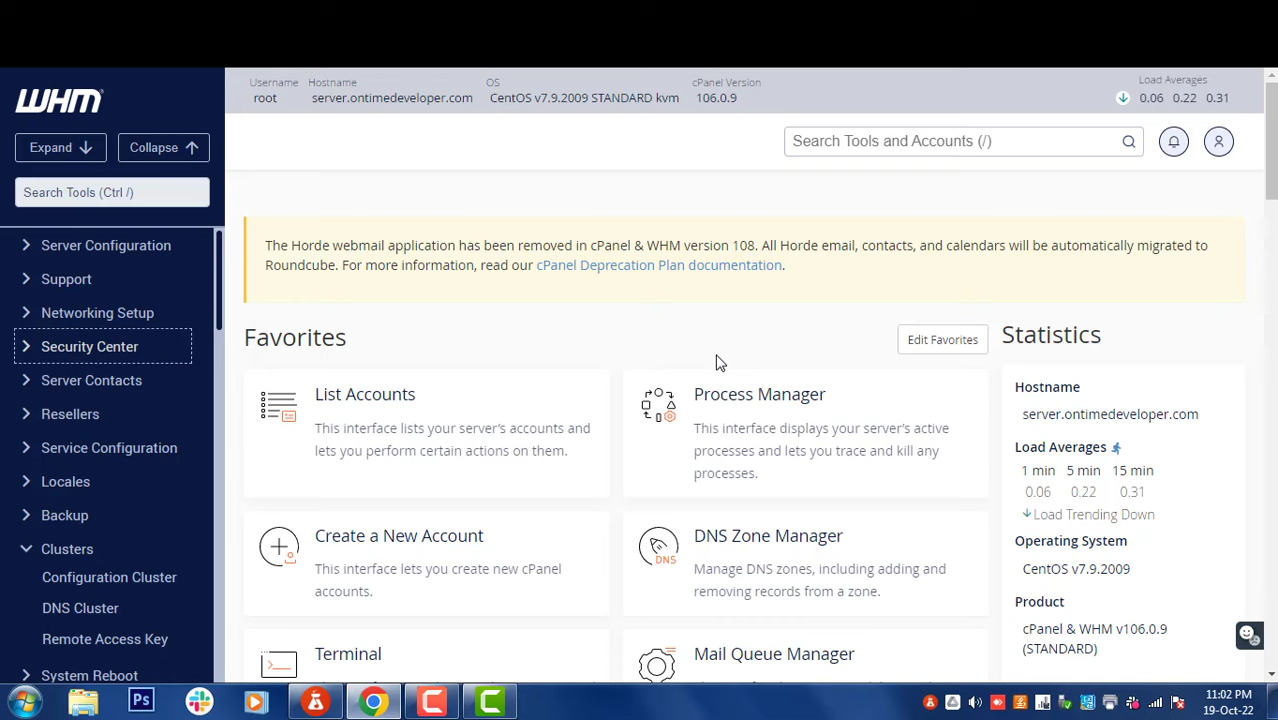 WHM
Expand
Collapse
Search Tools (Ctrl /)
Server Configuration
Support
Networking Setup
Security Center
Server Contacts
Resellers
Service Configuration
Locales
Backup
Clusters
Configuration Cluster
DNS Cluster
Remote Access Key
System Reboot
Username
root
Hostname
server.ontimedeveloper.com
OS
CentOS v7.9.2009 STANDARD kvm
cPanel Version
106.0.9
Load Averages
0.06 0.22 0.31
Search Tools and Accounts (/)
The Horde webmail application has been removed in cPanel & WHM version 108. All Horde email, contacts, and calendars will be automatically migrated to
Roundcube. For more information, read our cPanel Deprecation Plan documentation.
Favorites
Edit Favorites
List Accounts
This interface lists your server's accounts and
lets you perform certain actions on them.
Process Manager
This interface displays your server's active
processes and lets you trace and kill any
processes.
Create a New Account
This interface lets you create new cPanel
accounts.
DNS
DNS Zone Manager
Manage DNS zones, including adding and
removing records from a zone.
Terminal
Mail Queue Manager
Statistics
Hostname
server.ontimedeveloper.com
Load Averages
1 min 5 min 15 min
0.06 0.22 0.31
Load Trending Down
Operating System
CentOS v7.9.2009
Product
cPanel & WHM v106.0.9
(STANDARD)
Ps
C
C
11:02 PM
19-Oct-22